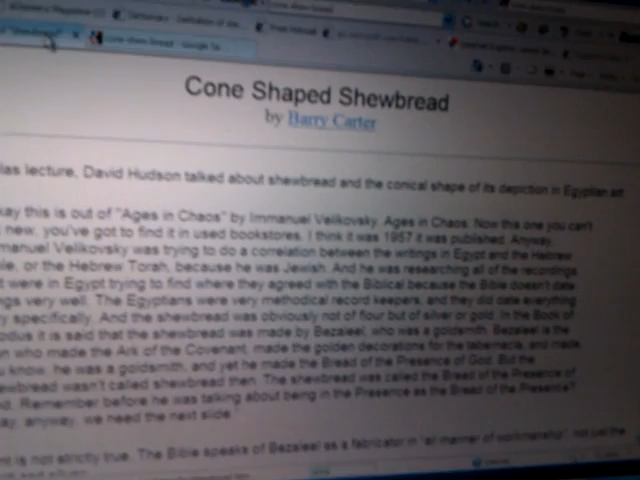 Cone Shaped Shewbread
by Barry Carter
las lecture, David Hudson talked about shewbread and the conical shape of its depiction in Egyptian art
kay this is out of "Ages in Chaos" by Immanuel Velikovsky. Ages in Chaos. Now this one you can't
new, you've got to find it in used bookstores. I think it was 1957 it was published. Anyway,
manuel Velikovsky was trying to do a correlation between the writings in Egypt and the Hebrew
le, or the Hebrew Torah, because he was Jewish. And he was researching all of the recordings
t were in Egypt trying to find where they agreed with the Biblical because the Bible doesn't date
ngs very well. The Egyptians were very methodical record keepers, and they did date everything
y specifically. And the shewbread was obviously not of flour but of silver or gold. In the Book of
odus it is said that the shewbread was made by Bezaleel, who was a goldsmith. Bezaleel is the
n who made the Ark of the Covenant, made the golden decorations for the tabernacle, and made,
u know, he was a goldsmith, and yet he made the Bread of the Presence of God. But the
ewbread wasn't called shewbread then. The shewbread was called the Bread of the Presence of
d. Remember before he was talking about being in the Presence as the Bread of the Presence?
ay, anyway, we need the next slide."
nt is not strictly true. The Bible speaks of Bezaleel as a fabricator in "all manner of workmanship", not just the